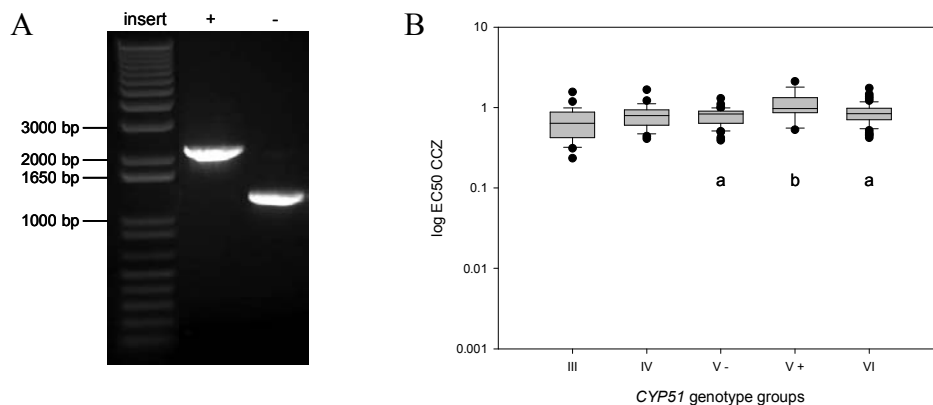 A
insert + -
3000 bp
2000 bp
1650 bp
1000 bp
B
10
1
0.1
0.01
0.001
log EC50 CCZ
a b a
III IV V - V + VI
CYP51 genotype groups